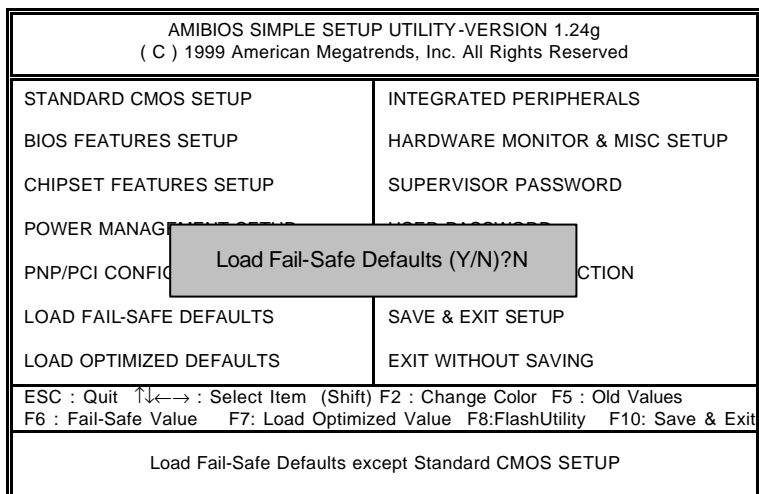 AMIBIOS SIMPLE SETUP UTILITY-VERSION 1.24g
( C ) 1999 American Megatrends, Inc. All Rights Reserved
STANDARD CMOS SETUP
BIOS FEATURES SETUP
CHIPSET FEATURES SETUP
POWER
PNP/PCI
LOAD FAIL-SAFE DEFAULTS
LOAD OPTIMIZED DEFAULTS
INTEGRATED PERIPHERALS
HARDWARE MONITOR & MISC SETUP
SUPERVISOR PASSWORD
SAVE & EXIT SETUP
EXIT WITHOUT SAVING
Load Fail-Safe Defaults (Y/N)?N
ESC : Quit ↑↓←→ : Select Item (Shift) F2 : Change Color F5 : Old Values
F6 : Fail-Safe Value F7: Load Optimized Value F8:FlashUtility F10: Save & Exit
Load Fail-Safe Defaults except Standard CMOS SETUP